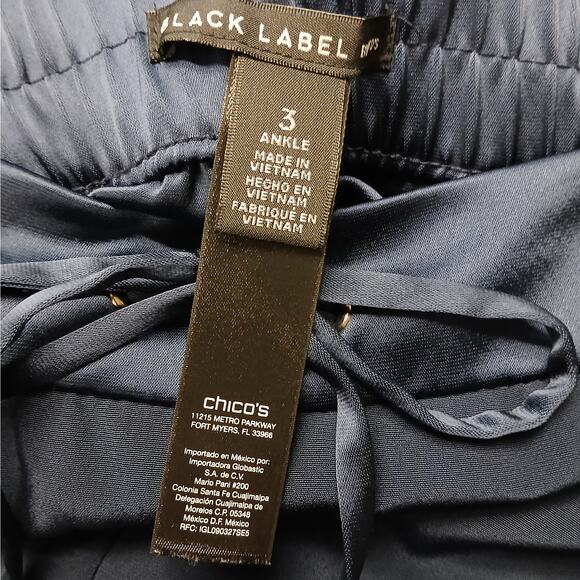 BLACK LABEL
3
ANKLE
MADE IN
VIETNAM
HECHO EN
VIETNAM
FABRIQUÉ EN
VIETNAM
chico's
11215 METRO PARKWAY
FORT MYERS, FL 33966
Importado en México por:
Importadora Globastic
S.A. de C.V.
Mario Pani #200
Colonia Santa Fe Cuajimalpa
Delegación Cuajimalpa de
Morelos C.P. 05348
México D.F. México
RFC: IGL090327SE5